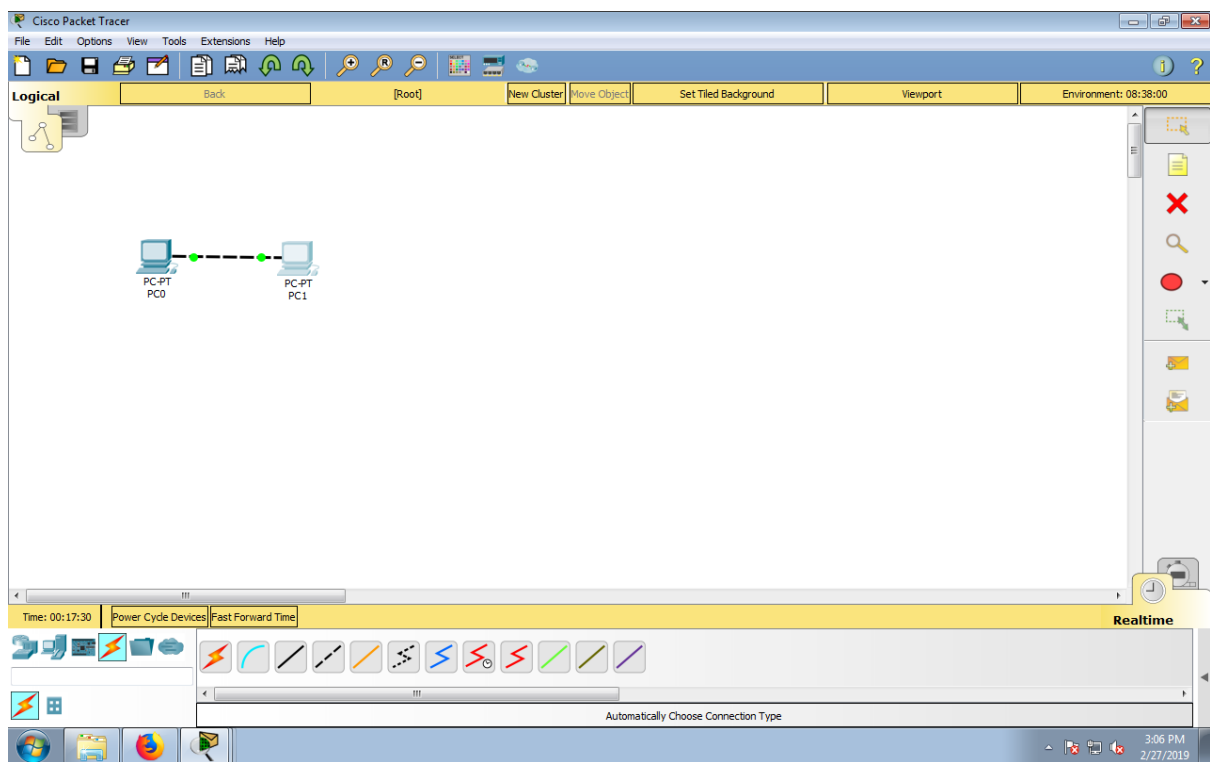 Cisco Packet Tracer
File Edit Options View Tools Extensions Help
Logical Back [Root] New Cluster Move Object Set Tiled Background Viewport Environment: 08:38:00
PC-PT
PC0
PC-PT
PC1
Time: 00:17:30 Power Cycle Devices Fast Forward Time
Realtime
Automatically Choose Connection Type
3:06 PM
2/27/2019